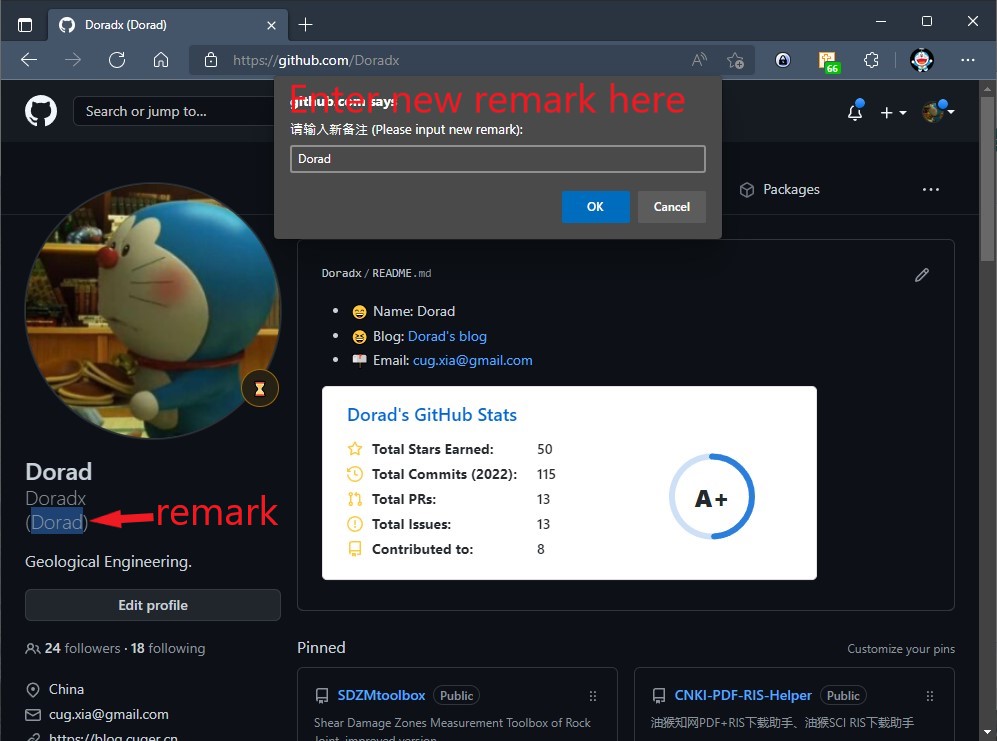 Doradx (Dorad)
https://github.com/Doradx
66
github.com says
Enter new remark here
Search or jump to...
请输入新备注 (Please input new remark):
Dorad
OK
Cancel
Packages
Doradx / README.md
😄 Name: Dorad
😆 Blog: Dorad's blog
📪 Email: cug.xia@gmail.com
Dorad's GitHub Stats
Total Stars Earned: 50
Total Commits (2022): 115
Total PRs: 13
Total Issues: 13
Contributed to: 8
A+
Dorad
Doradx
(Dorad)
remark
Geological Engineering.
Edit profile
24 followers · 18 following
China
cug.xia@gmail.com
https://blog.cuger.cn
Pinned
Customize your pins
SDZMtoolbox Public
Shear Damage Zones Measurement Toolbox of Rock
Joint, improved version
CNKI-PDF-RIS-Helper Public
油猴知网PDF+RIS下载助手、油猴SCI RIS下载助手